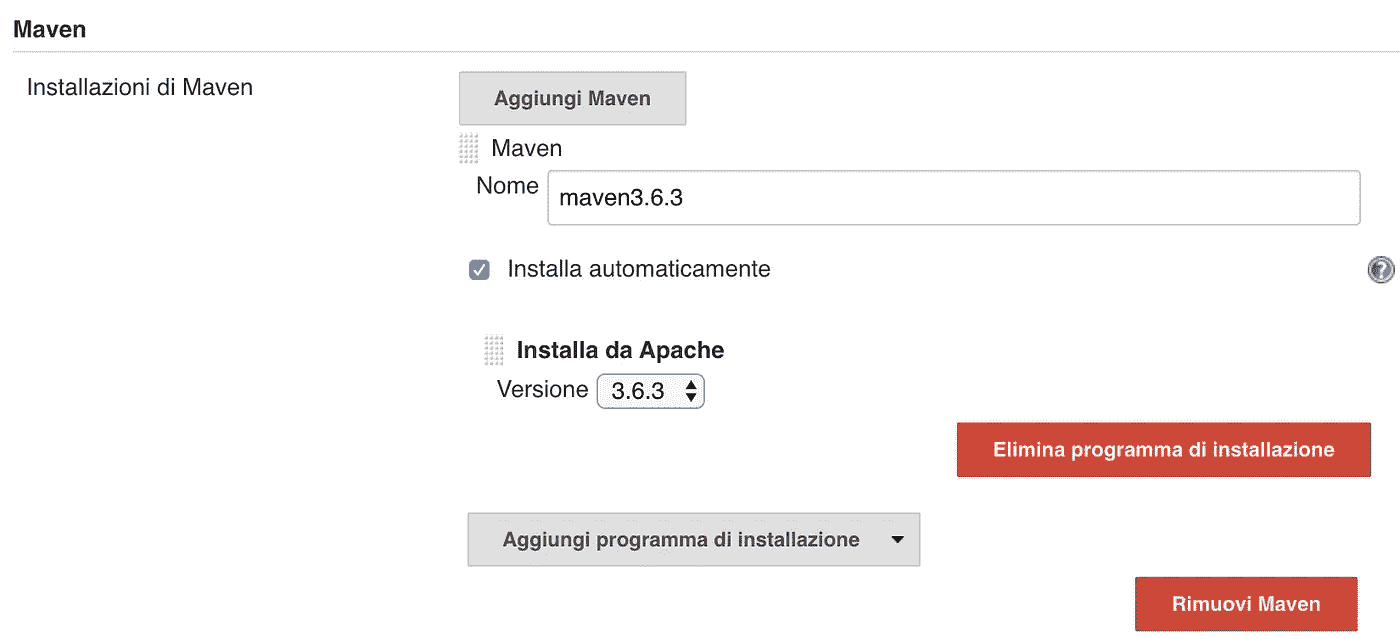 Maven
Installazioni di Maven
Aggiungi Maven
Maven
Nome
maven3.6.3
Installa automaticamente
?
Installa da Apache
Versione
3.6.3
Elimina programma di installazione
Aggiungi programma di installazione
Rimuovi Maven